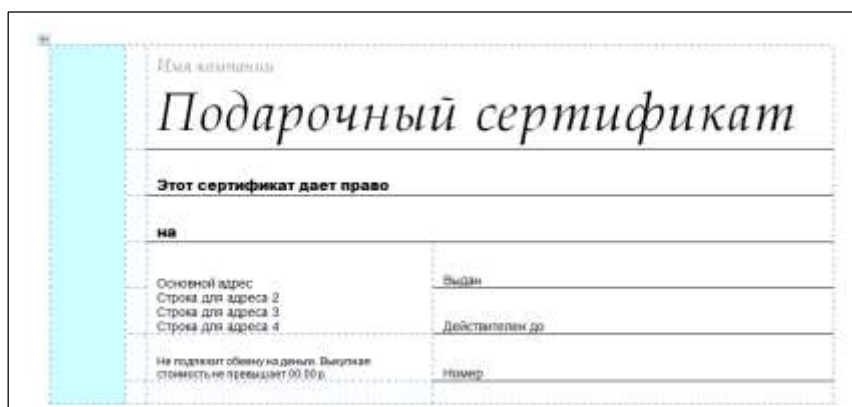 Имя компании
Подарочный сертификат
Этот сертификат дает право
на
Основной адрес
Строка для адреса 2
Строка для адреса 3
Строка для адреса 4
Выдан
Действителен до
Не подлежит обмену на деньги. Выкупная
стоимость не превышает 00.00 р.
Номер